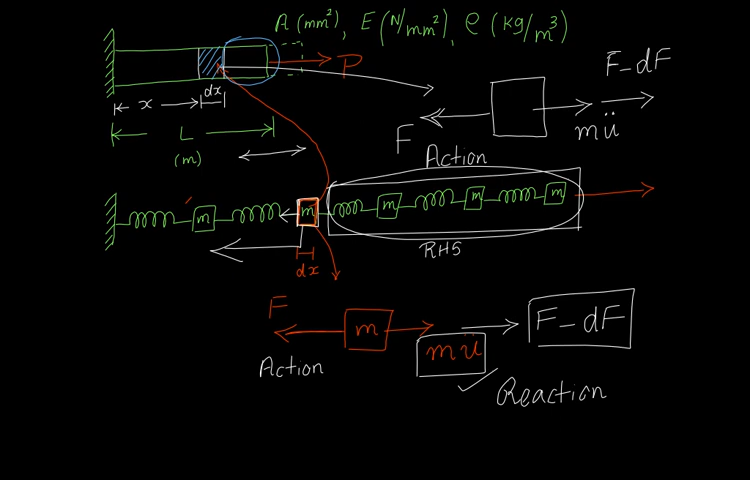 A (mm²), E (N/mm²), ρ (kg/m³)
P
F-dF
x
dx
L
(m)
F
mü
Action
m
m
m
m
m
RHS
dx
F
m
mü
F-dF
Action
Reaction